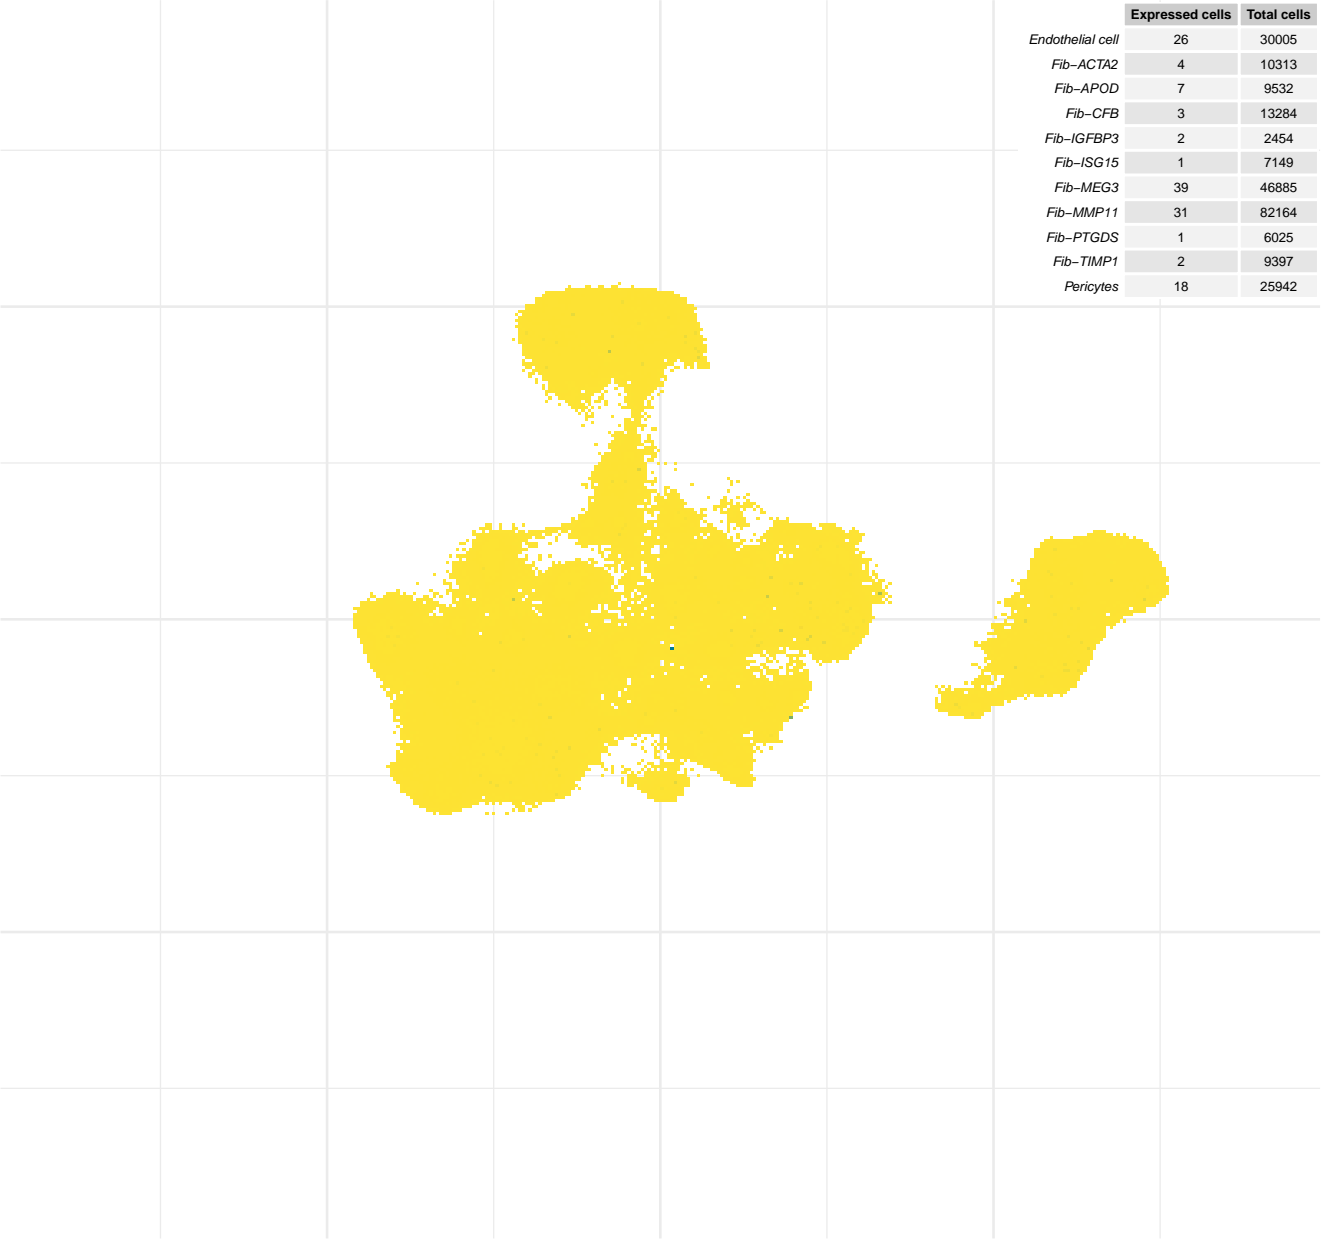 Expressed cells Total cells
Endothelial cell 26 30005
Fib−ACTA2 4 10313
Fib−APOD 7 9532
Fib−CFB 3 13284
Fib−IGFBP3 2 2454
Fib−ISG15 1 7149
Fib−MEG3 39 46885
Fib−MMP11 31 82164
Fib−PTGDS 1 6025
Fib−TIMP1 2 9397
Pericytes 18 25942